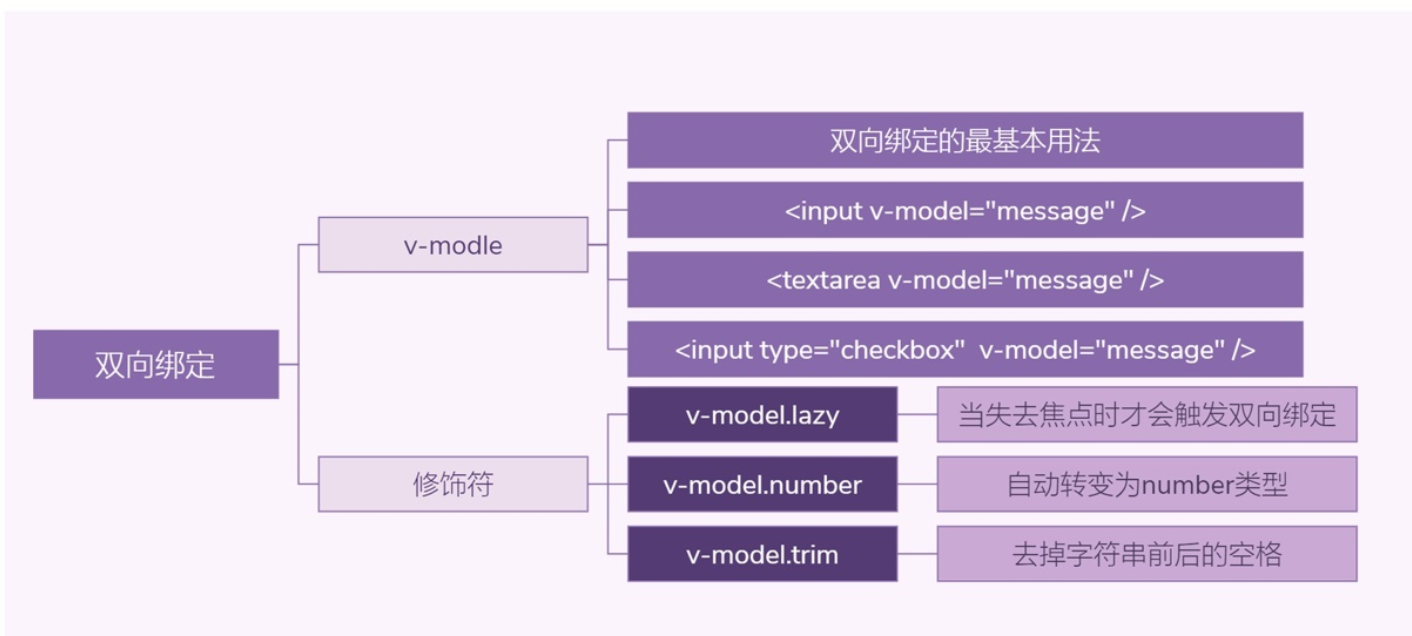 双向绑定
v-modle
双向绑定的最基本用法
<input v-model="message" />
<textarea v-model="message" />
<input type="checkbox"  v-model="message" />
修饰符
v-model.lazy
当失去焦点时才会触发双向绑定
v-model.number
自动转变为number类型
v-model.trim
去掉字符串前后的空格